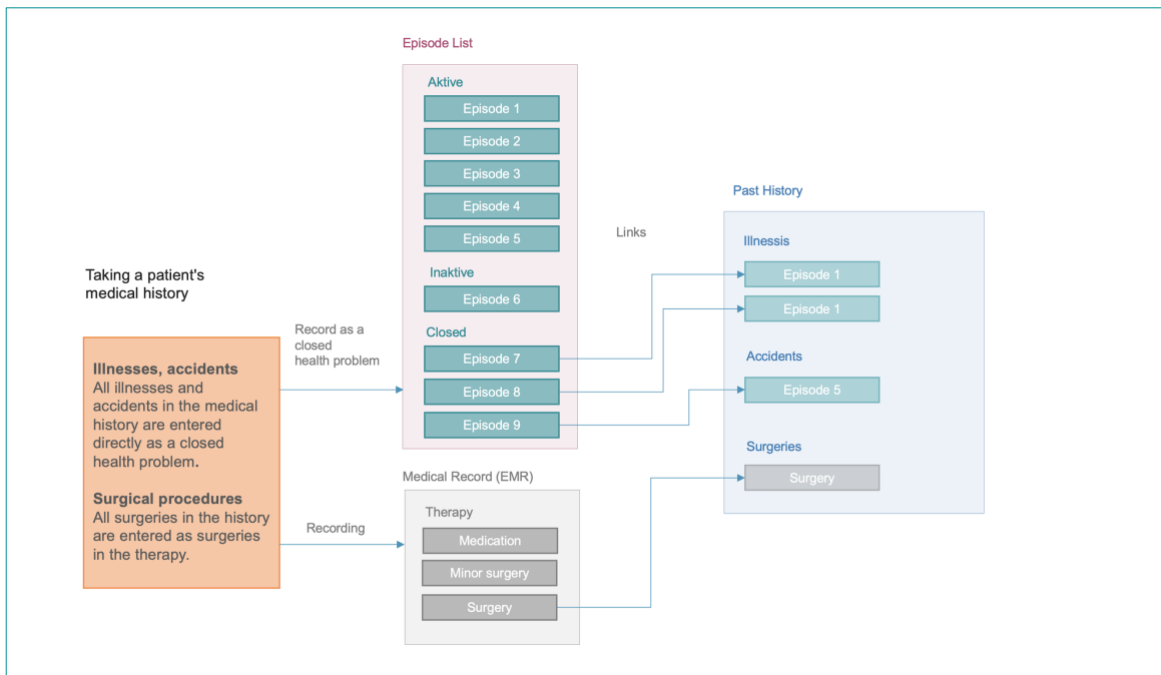 Episode List
Aktive
Episode 1
Episode 2
Episode 3
Episode 4
Episode 5
Inaktive
Episode 6
Closed
Episode 7
Episode 8
Episode 9
Taking a patient's
medical history
Illnesses, accidents
All illnesses and
accidents in the medical
history are entered
directly as a closed
health problem.
Surgical procedures
All surgeries in the history
are entered as surgeries
in the therapy.
Record as a
closed
health problem
Recording
Medical Record (EMR)
Therapy
Medication
Minor surgery
Surgery
Links
Past History
Illnessis
Episode 1
Episode 1
Accidents
Episode 5
Surgeries
Surgery